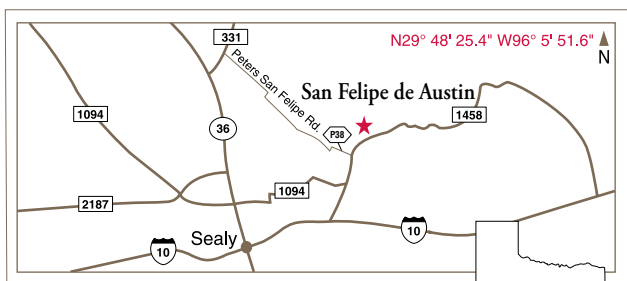 331
N29° 48' 25.4" W96° 5' 51.6"
N
Peters San Felipe Rd.
San Felipe de Austin
1094
36
P38
1458
1094
2187
Sealy
10
10